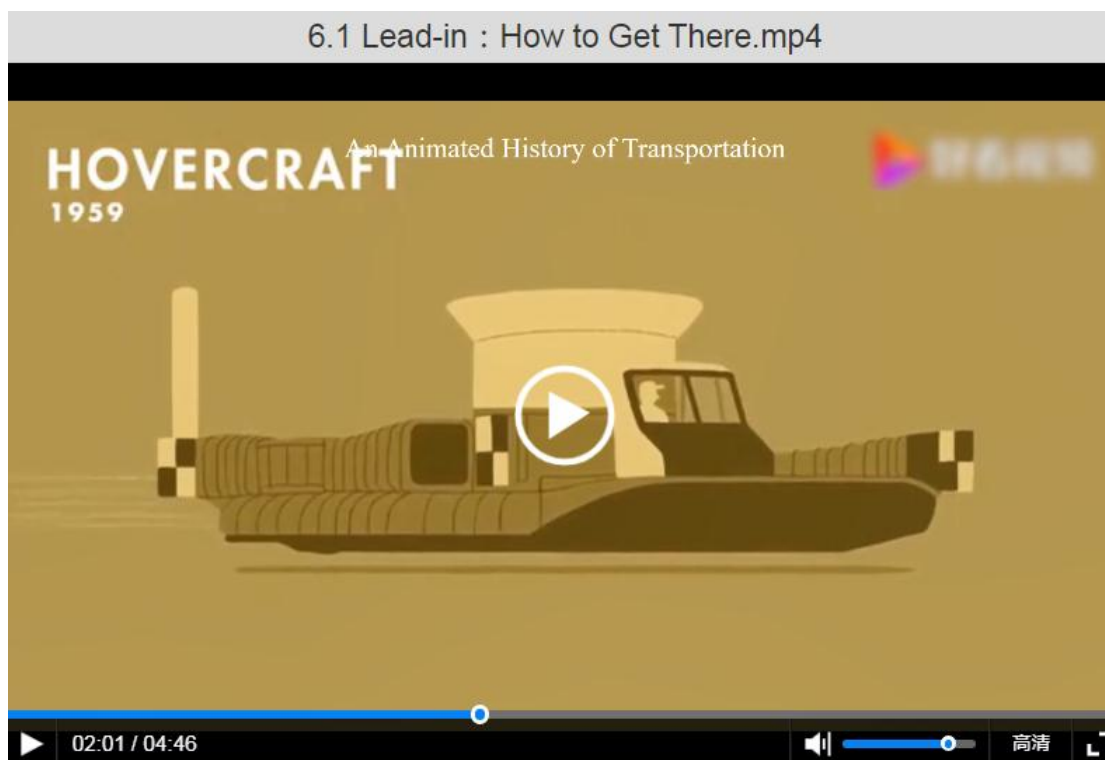 6.1 Lead-in：How to Get There.mp4
An Animated History of Transportation
HOVERCRAFT
1959
02:01 / 04:46
高清